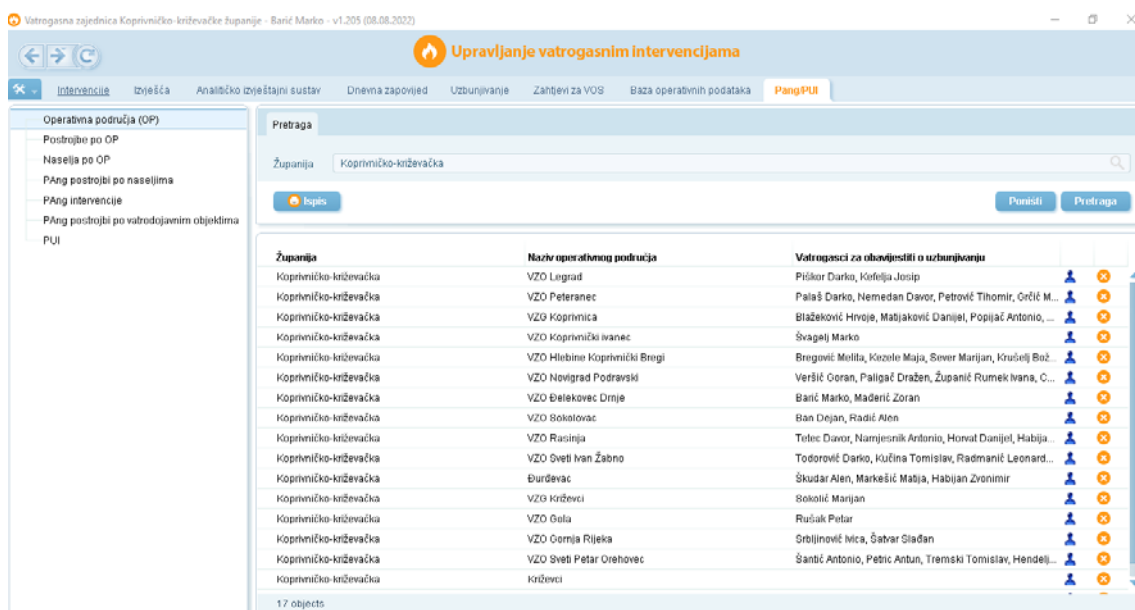 Vatrogasna zajednica Koprivničko-križevačke županije - Barić Marko - v1.205 (08.08.2022)
Upravljanje vatrogasnim intervencijama
Intervencije Izvješća Analitičko izvještajni sustav Dnevna zapovijed Uzbunjivanje Zahtjevi za VOS Baza operativnih podataka Pang/PUI
Operativna područja (OP)
Postrojbe po OP
Naselja po OP
PAng postrojbi po naseljima
PAng intervencije
PAng postrojbi po vatrodojavnim objektima
PUI
Pretraga
Županija Koprivničko-križevačka
Ispis Poništi Pretraga
Županija Naziv operativnog područja Vatrogasci za obavijestiti o uzbunjivanju
Koprivničko-križevačka VZO Legrad Piškor Darko, Kefelja Josip
Koprivničko-križevačka VZO Peteranec Palaš Darko, Nemedan Davor, Petrović Tihomir, Grčić M...
Koprivničko-križevačka VZG Koprivnica Blažeković Hrvoje, Matijaković Danijel, Popijač Antonio, ...
Koprivničko-križevačka VZO Koprivnički ivanec Švagelj Marko
Koprivničko-križevačka VZO Hlebine Koprivnički Bregi Bregović Melita, Kezele Maja, Sever Marijan, Krušelj Bož...
Koprivničko-križevačka VZO Novigrad Podravski Veršić Goran, Paligač Dražen, Županić Rumek Ivana, C...
Koprivničko-križevačka VZO Đelekovec Drnje Barić Marko, Mađerić Zoran
Koprivničko-križevačka VZO Sokolovac Ban Dejan, Radić Alen
Koprivničko-križevačka VZO Rasinja Tetec Davor, Namjesnik Antonio, Horvat Danijel, Habija...
Koprivničko-križevačka VZO Sveti Ivan Žabno Todorović Darko, Kučina Tomislav, Radmanić Leonard...
Koprivničko-križevačka Đurđevac Škudar Alen, Markešić Matija, Habijan Zvonimir
Koprivničko-križevačka VZG Križevci Sokolić Marijan
Koprivničko-križevačka VZO Gola Rušak Petar
Koprivničko-križevačka VZO Gornja Rijeka Srbljinović Ivica, Šatvar Slađan
Koprivničko-križevačka VZO Sveti Petar Orehovec Šantić Antonio, Petric Antun, Tremski Tomislav, Hendelj...
Koprivničko-križevačka Križevci
17 objects